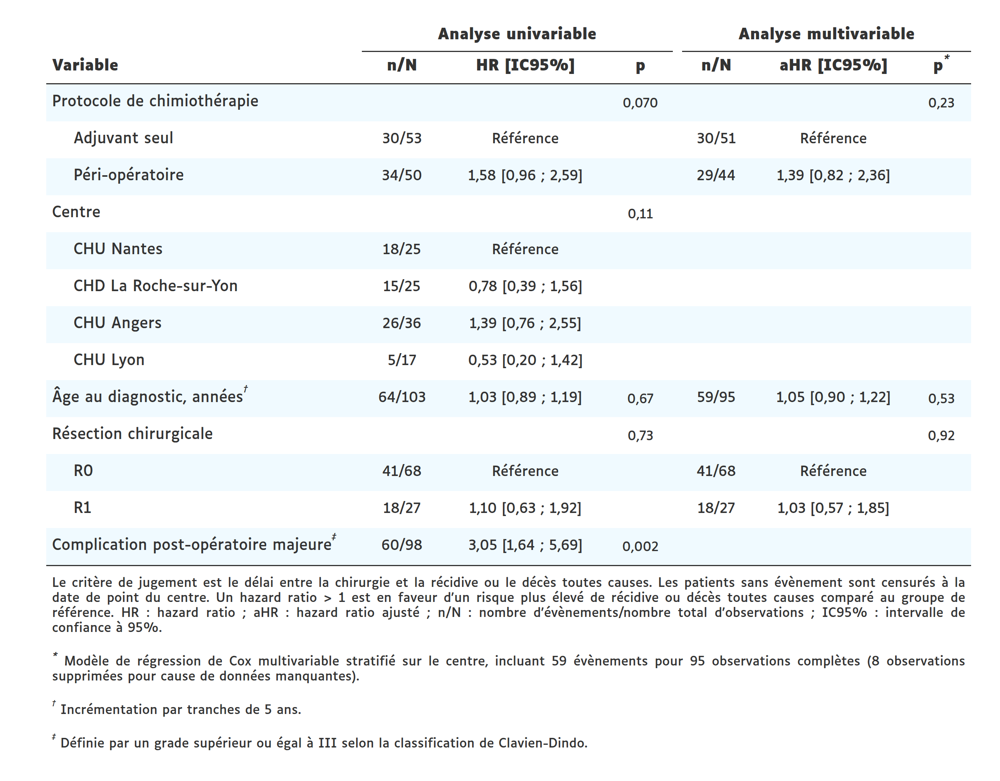 Analyse univariable Analyse multivariable
Variable n/N HR [IC95%] p n/N aHR [IC95%] p*
Protocole de chimiothérapie 0,070 0,23
Adjuvant seul 30/53 Référence 30/51 Référence
Péri-opératoire 34/50 1,58 [0,96 ; 2,59] 29/44 1,39 [0,82 ; 2,36]
Centre 0,11
CHU Nantes 18/25 Référence
CHD La Roche-sur-Yon 15/25 0,78 [0,39 ; 1,56]
CHU Angers 26/36 1,39 [0,76 ; 2,55]
CHU Lyon 5/17 0,53 [0,20 ; 1,42]
Âge au diagnostic, années† 64/103 1,03 [0,89 ; 1,19] 0,67 59/95 1,05 [0,90 ; 1,22] 0,53
Résection chirurgicale 0,73 0,92
R0 41/68 Référence 41/68 Référence
R1 18/27 1,10 [0,63 ; 1,92] 18/27 1,03 [0,57 ; 1,85]
Complication post-opératoire majeure‡ 60/98 3,05 [1,64 ; 5,69] 0,002
Le critère de jugement est le délai entre la chirurgie et la récidive ou le décès toutes causes. Les patients sans évènement sont censurés à la
date de point du centre. Un hazard ratio > 1 est en faveur d’un risque plus élevé de récidive ou décès toutes causes comparé au groupe de
référence. HR : hazard ratio ; aHR : hazard ratio ajusté ; n/N : nombre d’évènements/nombre total d’observations ; IC95% : intervalle de
confiance à 95%.
* Modèle de régression de Cox multivariable stratifié sur le centre, incluant 59 évènements pour 95 observations complètes (8 observations
supprimées pour cause de données manquantes).
† Incrémentation par tranches de 5 ans.
‡ Définie par un grade supérieur ou égal à III selon la classification de Clavien-Dindo.